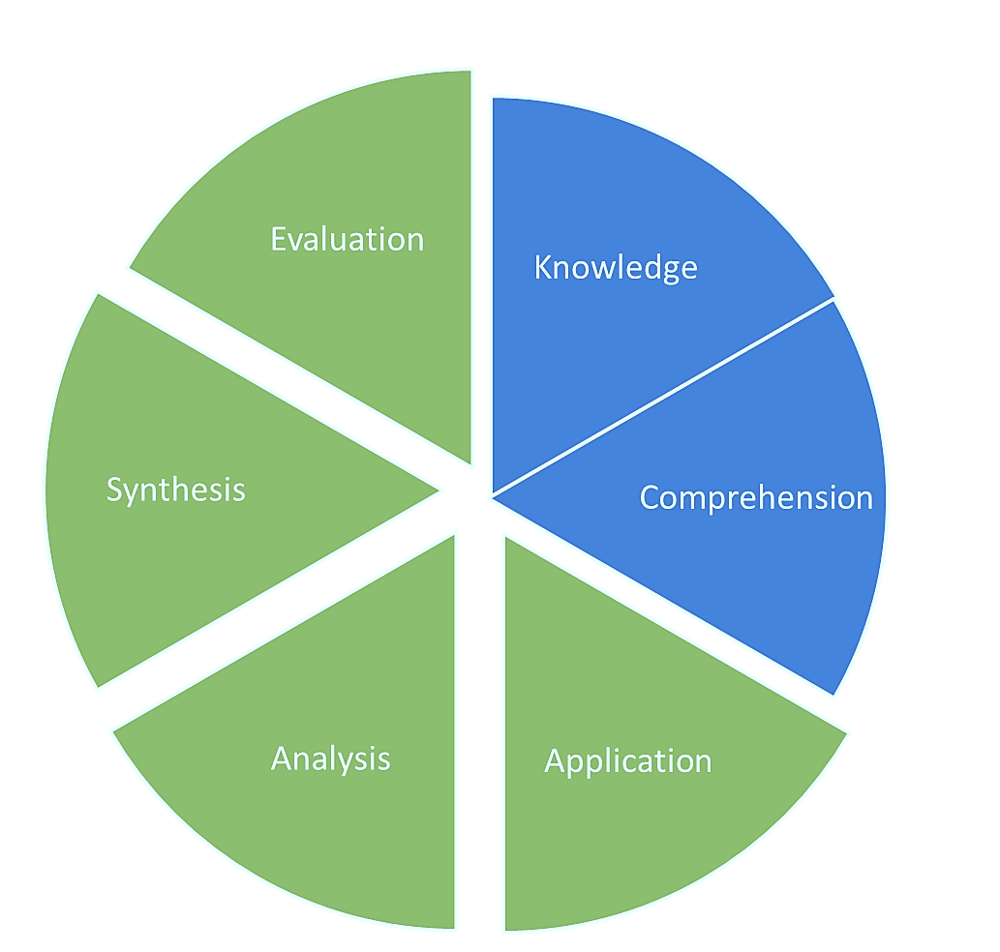 Evaluation
Knowledge
Synthesis
Comprehension
Analysis
Application